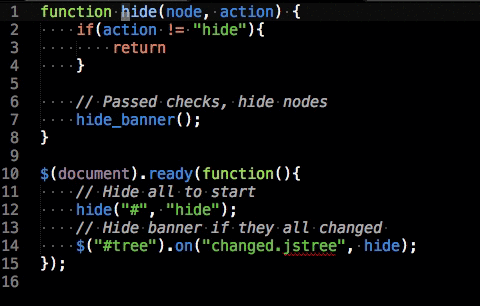 1 function hide(node, action) {
2     if(action != "hide"){
3         return
4     }
5
6     // Passed checks, hide nodes
7     hide_banner();
8 }
9
10 $(document).ready(function(){
11     // Hide all to start
12     hide("#", "hide");
13     // Hide banner if they all changed
14     $("#tree").on("changed.jstree", hide);
15 });
16